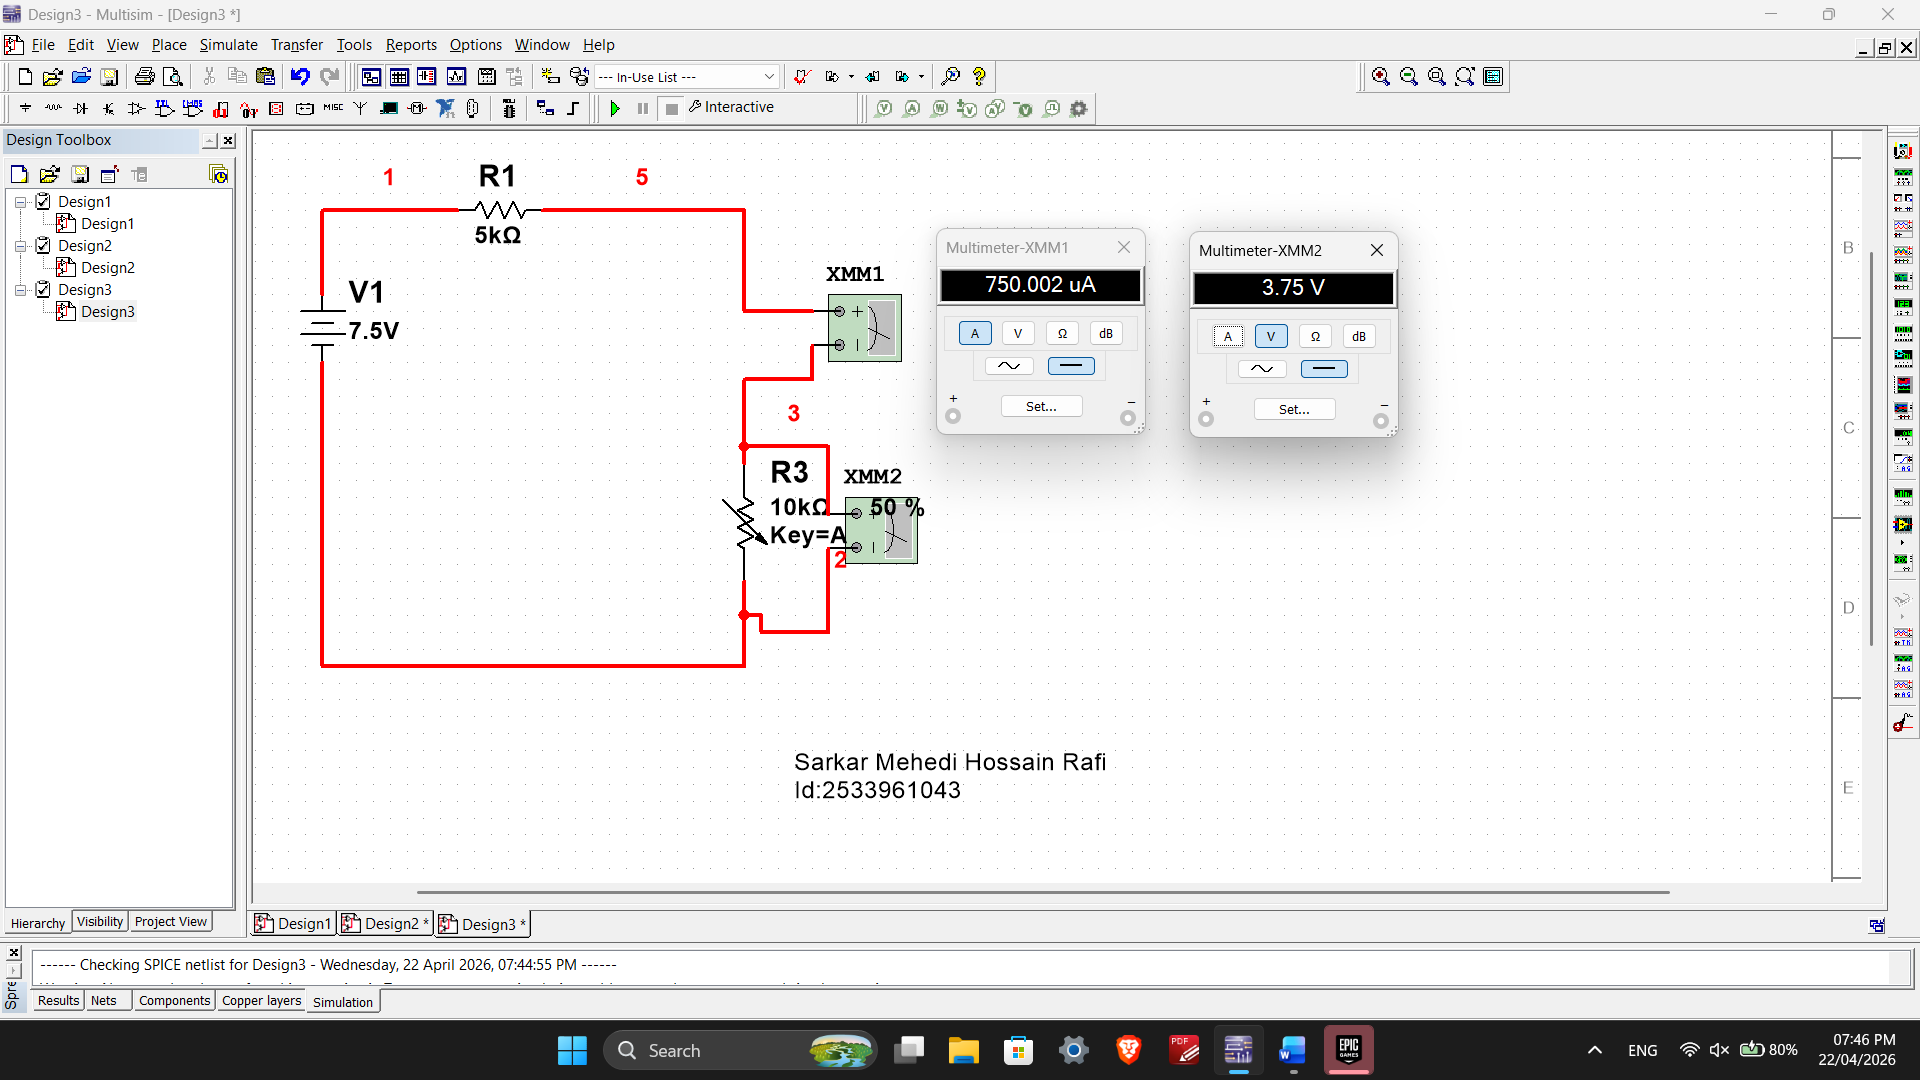 Design3 - Multisim - [Design3 *]
File Edit View Place Simulate Transfer Tools Reports Options Window Help
--- In-Use List ---
Interactive
Design Toolbox
Design1
Design1
Design2
Design2
Design3
Design3
Hierarchy Visibility Project View
1 R1 5
5kΩ
V1
7.5V
XMM1
3
R3 XMM2
10kΩ 50 %
Key=A
2
Multimeter-XMM1
750.002 uA
A V Ω dB
+ Set... −
Multimeter-XMM2
3.75 V
A V Ω dB
+ Set... −
B
C
D
E
Sarkar Mehedi Hossain Rafi
Id:2533961043
Design1 Design2 * Design3 *
------ Checking SPICE netlist for Design3 - Wednesday, 22 April 2026, 07:44:55 PM ------
Results Nets Components Copper layers Simulation
Search
ENG 80% 07:46 PM
22/04/2026